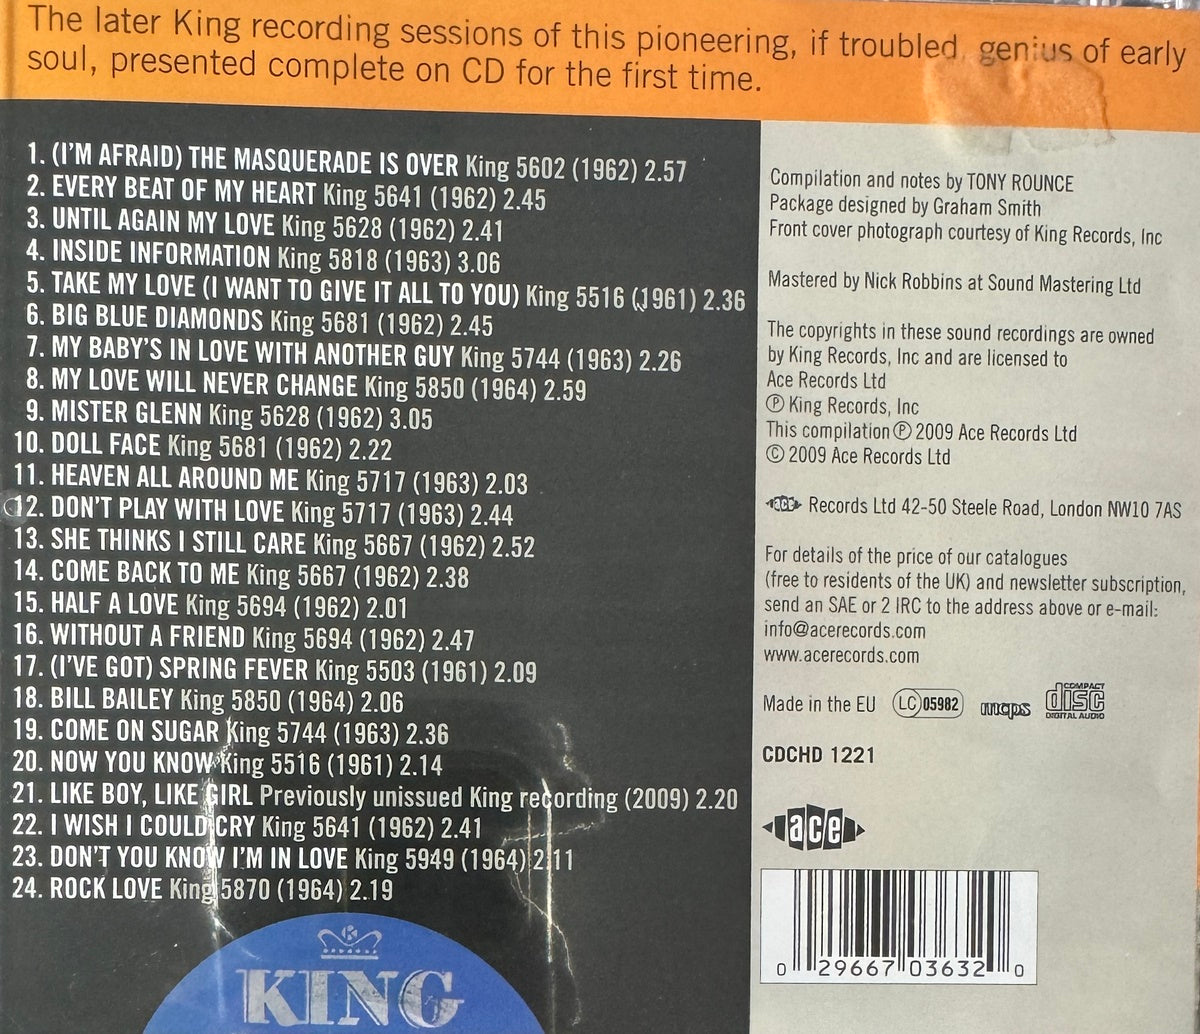 The later King recording sessions of this pioneering, if troubled, genius of early
soul, presented complete on CD for the first time.
1. (I'M AFRAID) THE MASQUERADE IS OVER King 5602 (1962) 2.57
2. EVERY BEAT OF MY HEART King 5641 (1962) 2.45
3. UNTIL AGAIN MY LOVE King 5628 (1962) 2.41
4. INSIDE INFORMATION King 5818 (1963) 3.06
5. TAKE MY LOVE (I WANT TO GIVE IT ALL TO YOU) King 5516 (1961) 2.36
6. BIG BLUE DIAMONDS King 5681 (1962) 2.45
7. MY BABY'S IN LOVE WITH ANOTHER GUY King 5744 (1963) 2.26
8. MY LOVE WILL NEVER CHANGE King 5850 (1964) 2.59
9. MISTER GLENN King 5628 (1962) 3.05
10. DOLL FACE King 5681 (1962) 2.22
11. HEAVEN ALL AROUND ME King 5717 (1963) 2.03
12. DON'T PLAY WITH LOVE King 5717 (1963) 2.44
13. SHE THINKS I STILL CARE King 5667 (1962) 2.52
14. COME BACK TO ME King 5667 (1962) 2.38
15. HALF A LOVE King 5694 (1962) 2.01
16. WITHOUT A FRIEND King 5694 (1962) 2.47
17. (I'VE GOT) SPRING FEVER King 5503 (1961) 2.09
18. BILL BAILEY King 5850 (1964) 2.06
19. COME ON SUGAR King 5744 (1963) 2.36
20. NOW YOU KNOW King 5516 (1961) 2.14
21. LIKE BOY, LIKE GIRL Previously unissued King recording (2009) 2.20
22. I WISH I COULD CRY King 5641 (1962) 2.41
23. DON'T YOU KNOW I'M IN LOVE King 5949 (1964) 2.11
24. ROCK LOVE King 5870 (1964) 2.19
KING
Compilation and notes by TONY ROUNCE
Package designed by Graham Smith
Front cover photograph courtesy of King Records, Inc
Mastered by Nick Robbins at Sound Mastering Ltd
The copyrights in these sound recordings are owned
by King Records, Inc and are licensed to
Ace Records Ltd
℗ King Records, Inc
This compilation ℗ 2009 Ace Records Ltd
© 2009 Ace Records Ltd
ace Records Ltd 42-50 Steele Road, London NW10 7AS
For details of the price of our catalogues
(free to residents of the UK) and newsletter subscription,
send an SAE or 2 IRC to the address above or e-mail:
info@acerecords.com
www.acerecords.com
Made in the EU LC 05982 mcps COMPACT disc DIGITAL AUDIO
CDCHD 1221
ace
0 29667 03632 0